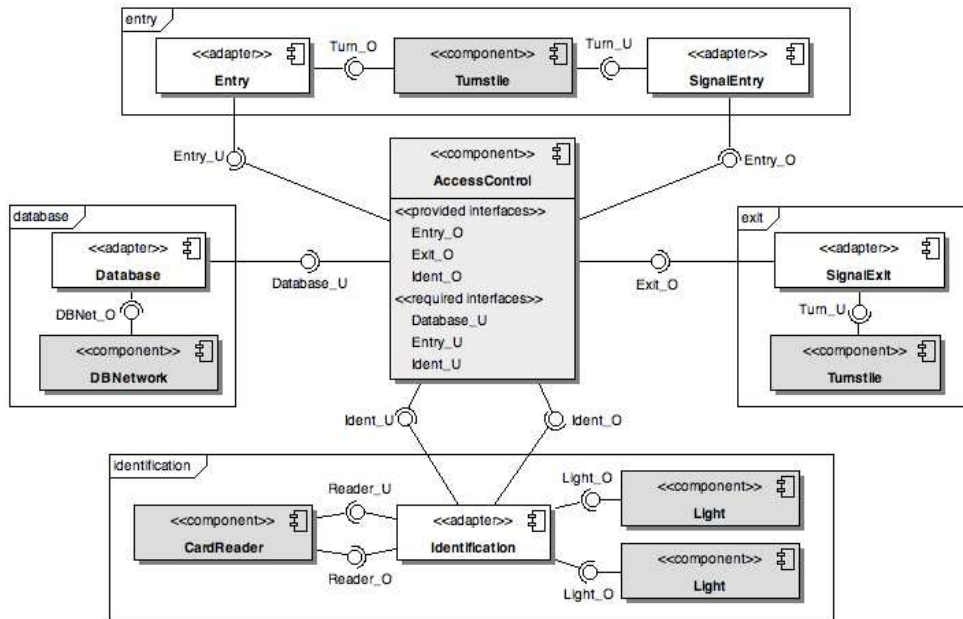 entry
<<adapter>>
Entry
Turn_O
<<component>>
Turnstile
Turn_U
<<adapter>>
SignalEntry
Entry_U
Entry_O
<<component>>
AccessControl
<<provided interfaces>>
Entry_O
Exit_O
Ident_O
<<required interfaces>>
Database_U
Entry_U
Ident_U
database
<<adapter>>
Database
DBNet_O
<<component>>
DBNetwork
Database_U
Exit_O
exit
<<adapter>>
SignalExit
Turn_U
<<component>>
Turnstile
Ident_U
Ident_O
identification
<<component>>
CardReader
Reader_U
Reader_O
<<adapter>>
Identification
Light_O
<<component>>
Light
Light_O
<<component>>
Light